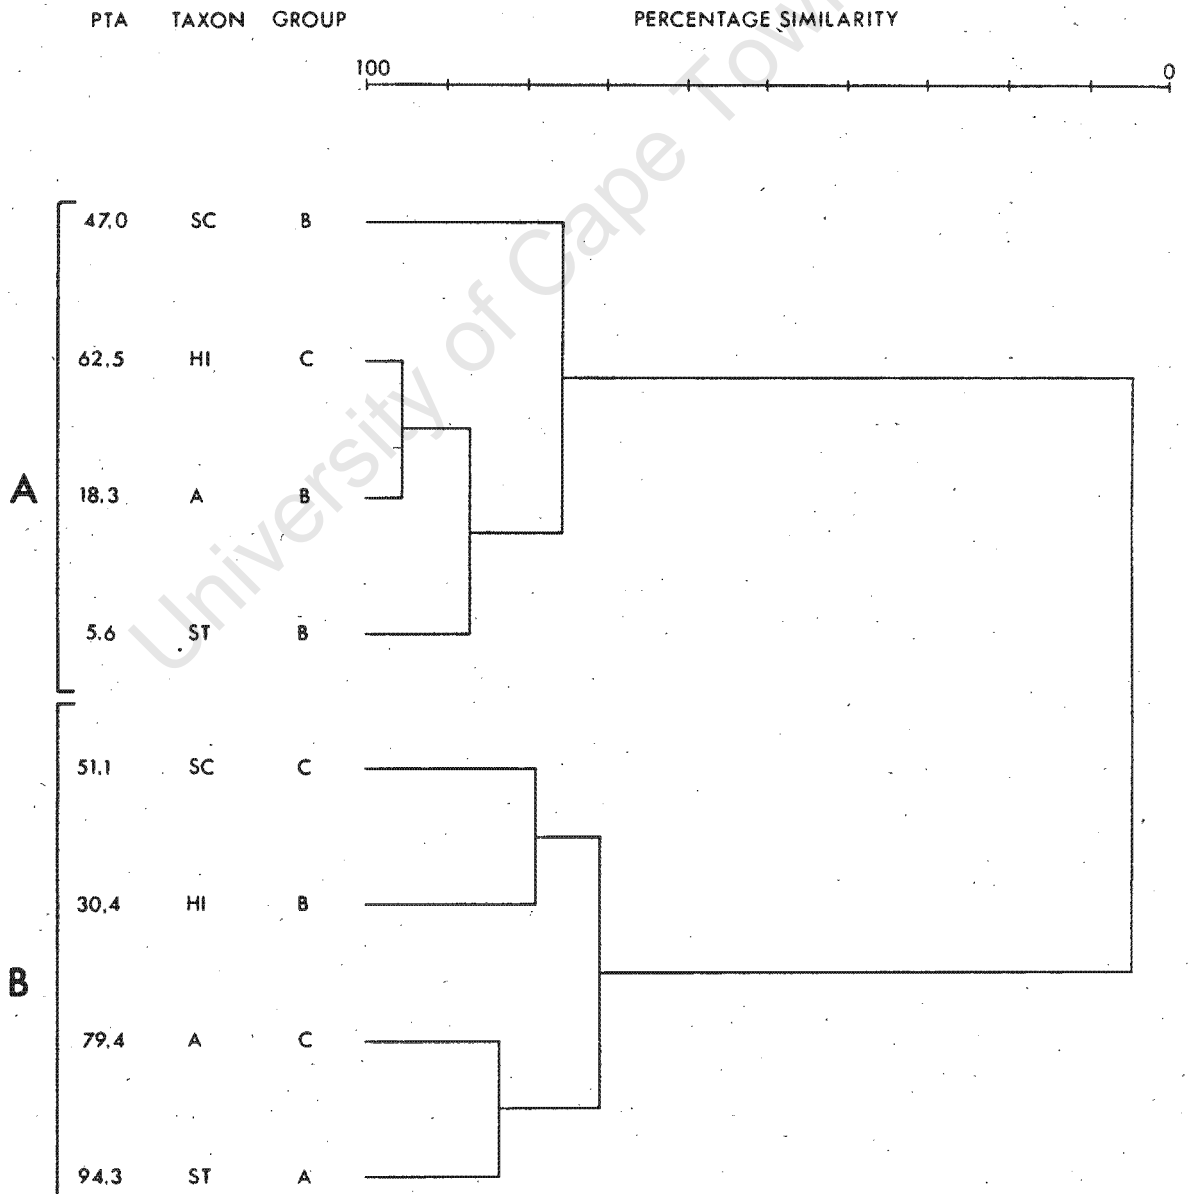 PTA TAXON GROUP PERCENTAGE SIMILARITY
100 0
47.0 SC B
62.5 HI C
A 18.3 A B
5.6 ST B
51.1 SC C
30.4 HI B
B
79.4 A C
94.3 ST A
University of Cape Town